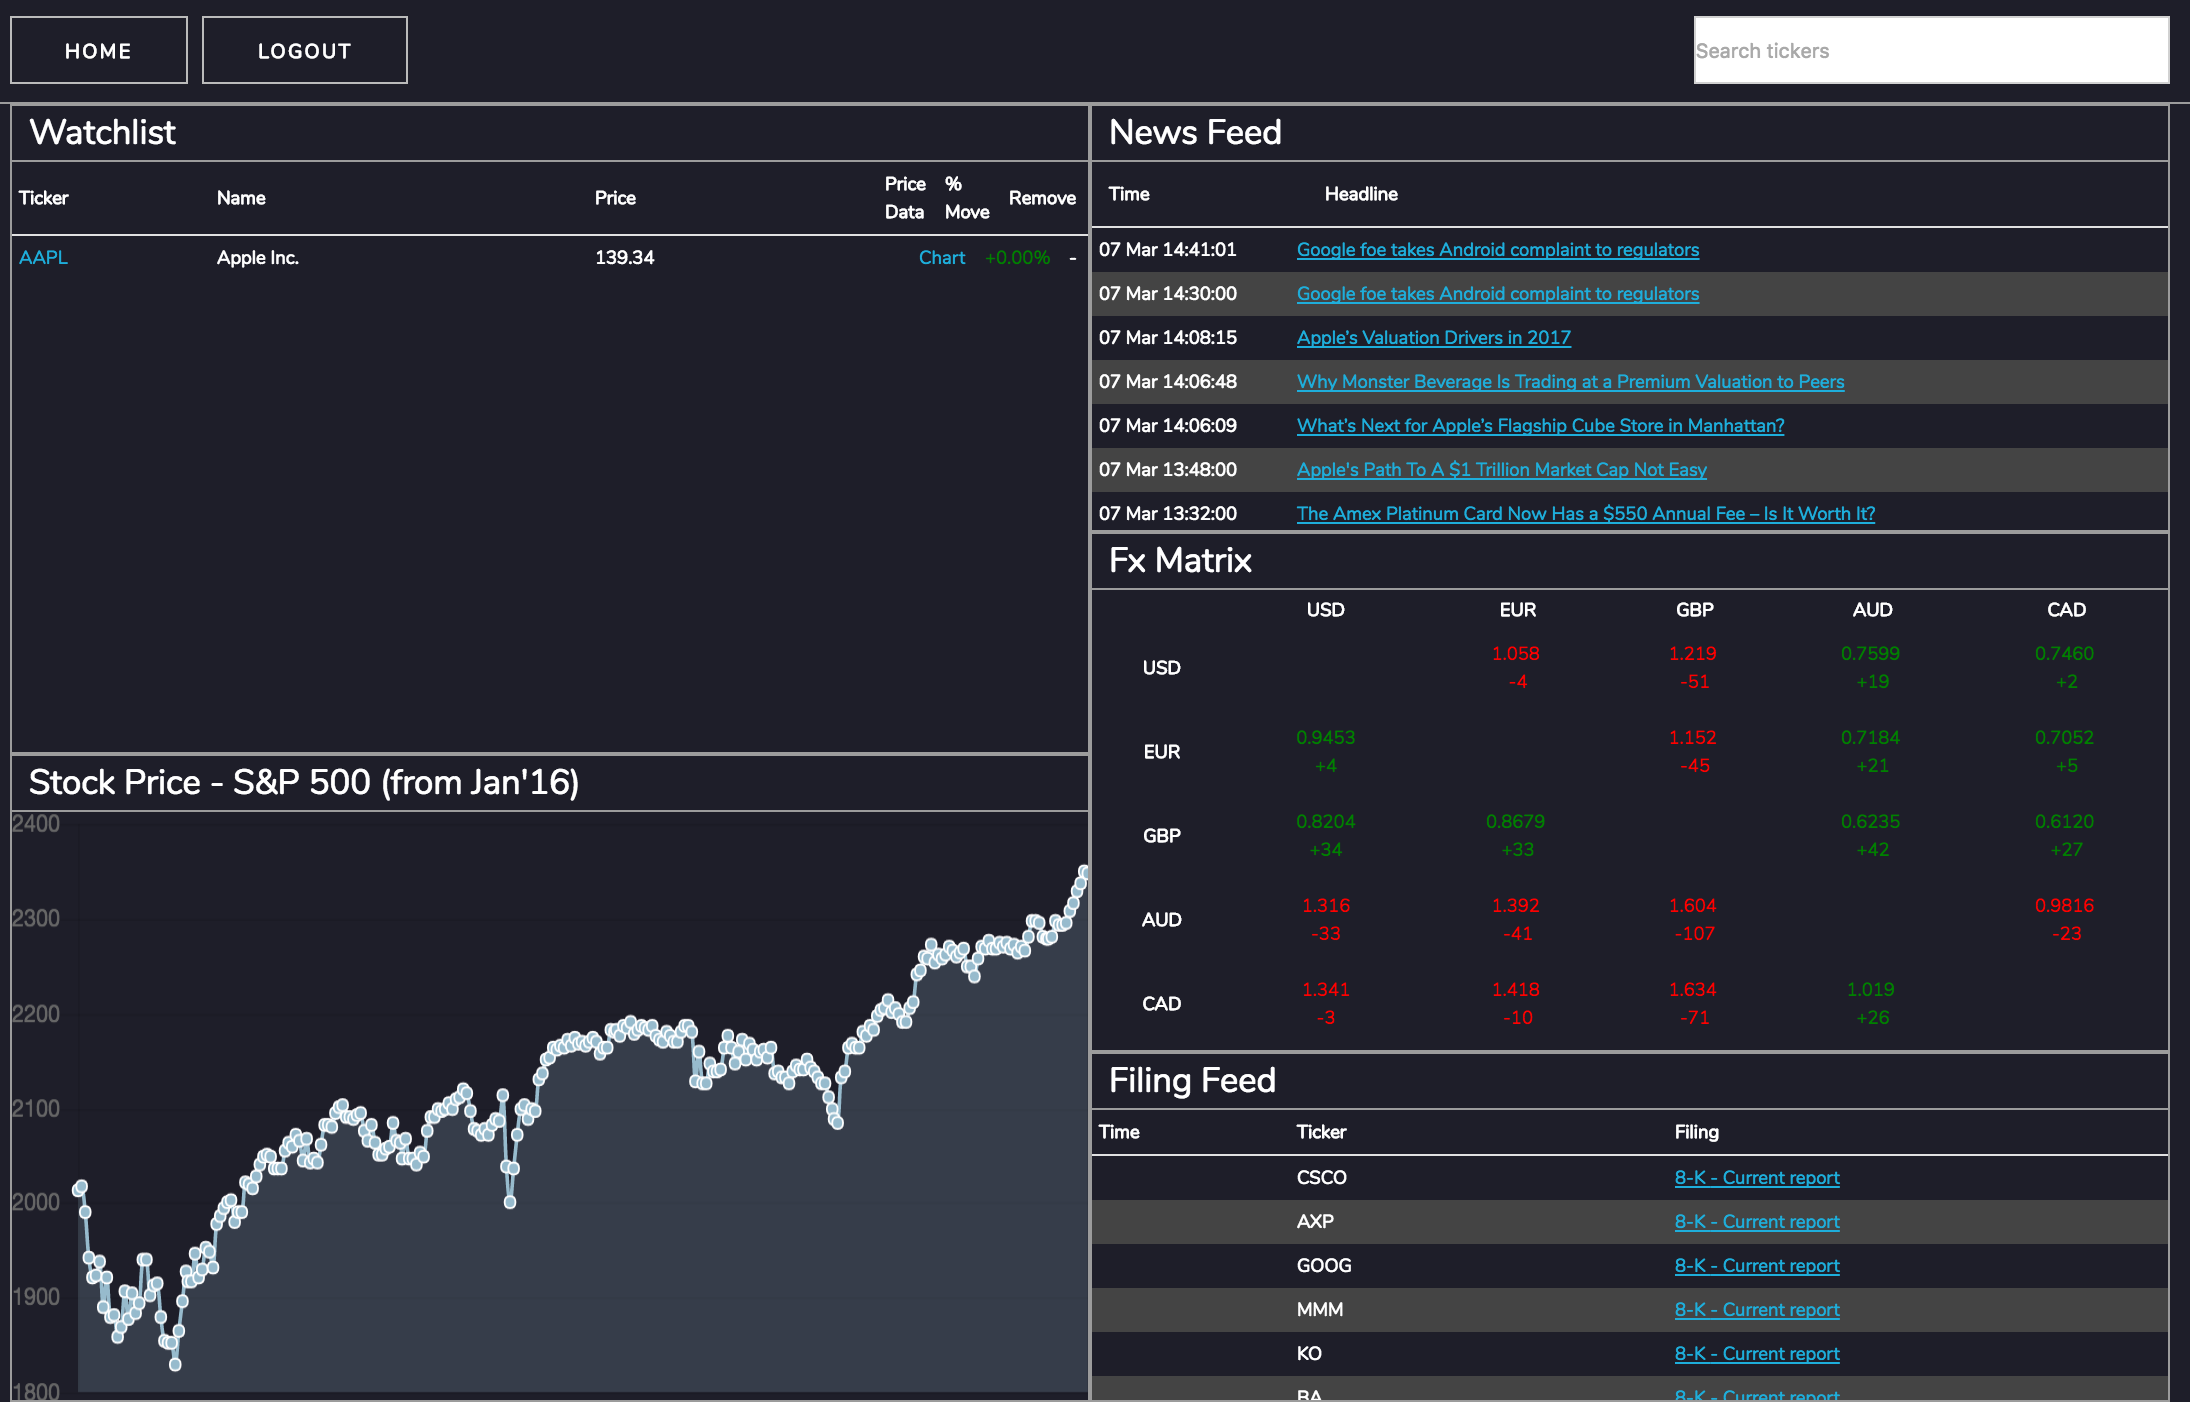 HOME LOGOUT Search tickers
Watchlist
Ticker Name Price Price Data % Move Remove
AAPL Apple Inc. 139.34 Chart +0.00% -
Stock Price - S&P 500 (from Jan'16)
2400
2300
2200
2100
2000
1900
1800
News Feed
Time Headline
07 Mar 14:41:01 Google foe takes Android complaint to regulators
07 Mar 14:30:00 Google foe takes Android complaint to regulators
07 Mar 14:08:15 Apple's Valuation Drivers in 2017
07 Mar 14:06:48 Why Monster Beverage Is Trading at a Premium Valuation to Peers
07 Mar 14:06:09 What's Next for Apple's Flagship Cube Store in Manhattan?
07 Mar 13:48:00 Apple's Path To A $1 Trillion Market Cap Not Easy
07 Mar 13:32:00 The Amex Platinum Card Now Has a $550 Annual Fee – Is It Worth It?
Fx Matrix
USD EUR GBP AUD CAD
USD 1.058 1.219 0.7599 0.7460
-4 -51 +19 +2
EUR 0.9453 1.152 0.7184 0.7052
+4 -45 +21 +5
GBP 0.8204 0.8679 0.6235 0.6120
+34 +33 +42 +27
AUD 1.316 1.392 1.604 0.9816
-33 -41 -107 -23
CAD 1.341 1.418 1.634 1.019
-3 -10 -71 +26
Filing Feed
Time Ticker Filing
CSCO 8-K - Current report
AXP 8-K - Current report
GOOG 8-K - Current report
MMM 8-K - Current report
KO 8-K - Current report
BA 8-K - Current report